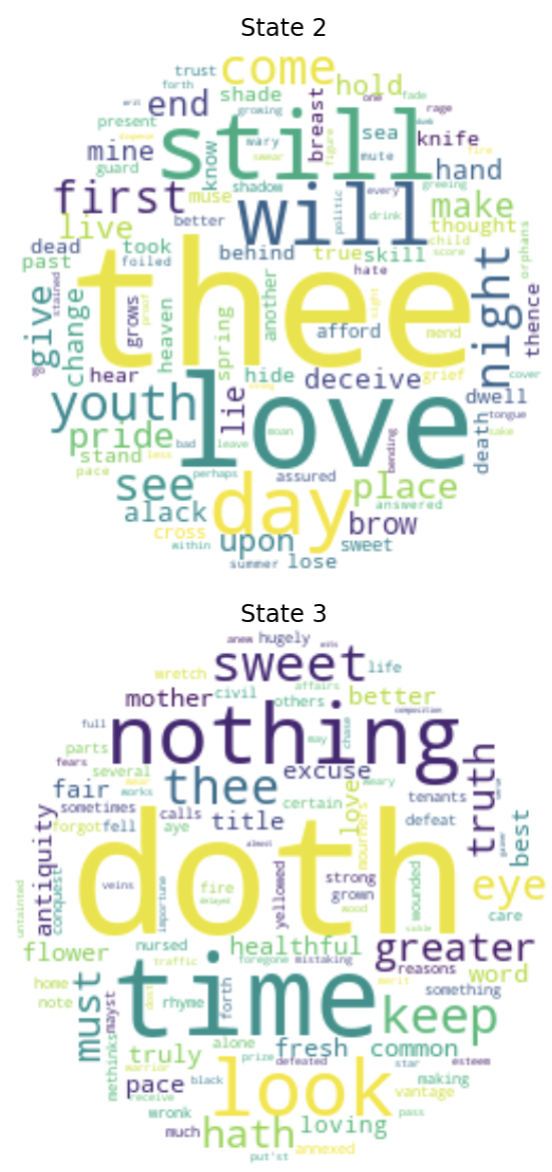 State 2
trust come
forth shade hold
end growing breast one fade
present still rage
mine wary sea knife
guard know swear figure mute fire
first shadow muse hand
will politic every greeing make
live better drink thought
dead took behind true skill child
past foiled hate score orphans
thee night
give stained grows proof heaven spring another sight afford mend thence
change
hear hide deceive grief cover
youth lie love dwell
pride bad leave moan bending death tongue sake
stand less
pace perhaps assured
see day place
alack answered
cross upon brow
within sweet
summer lose
State 3
anew hugely
sweet life
wretch affairs
mother civil others better
full nothing may chase composition
parts
fears several excuse weary truth
fair works thee love tenants
sometimes calls certain
forgot fell aye title defeat best
antiquity almost mourners
conquest doth
untainted veins importune fire delayed yellowed strong grown mood wounded eye
care
flower nursed healthful greater
traffic foregone mistaking reasons word
home must time merit something
note mayst rhyme forth keep
methinks truly alone fresh common
prize defeated star esteem
pace black look making
warrior receive vantage
wronk hath loving pass
much annexed
put'st